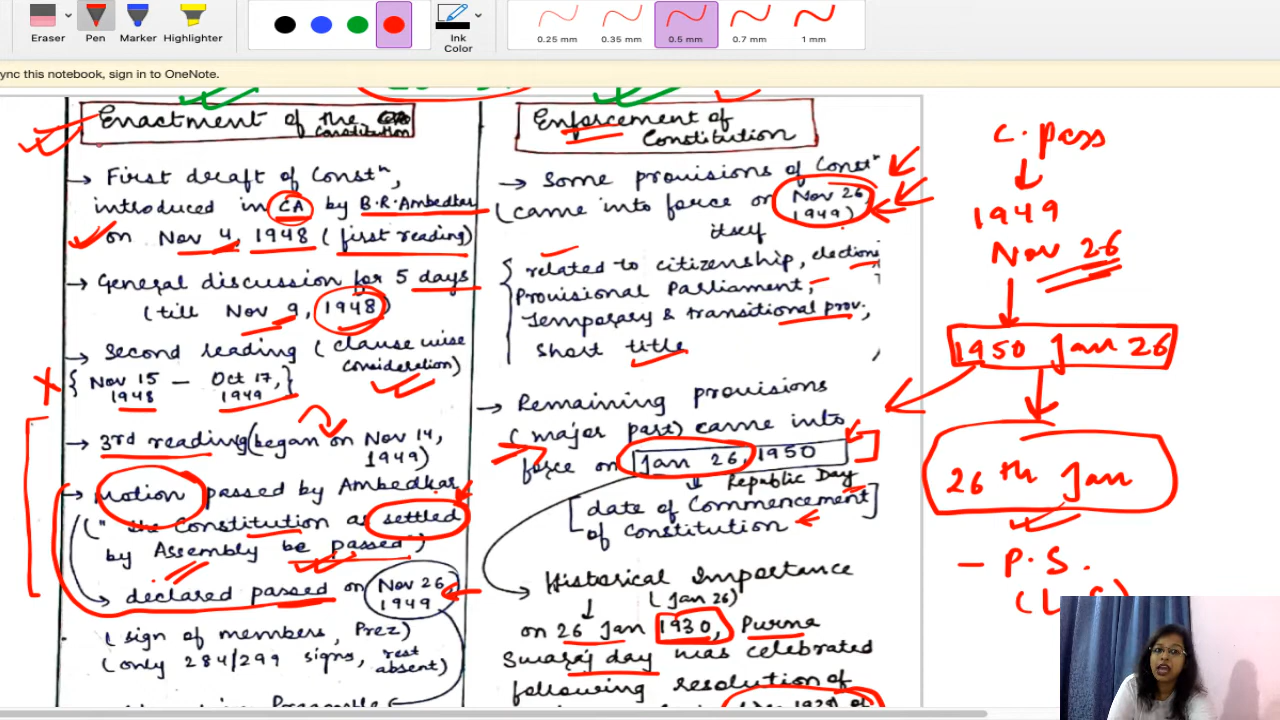 Eraser
Pen
Marker
Highlighter
Ink
Color
0.25 mm
0.35 mm
0.5 mm
0.7 mm
1 mm
ync this notebook, sign in to OneNote.
Enactment of the
Constitution
→ First draft of Constn,
introduced in CA by B.R. Ambedkar
on Nov 4, 1948 (first reading)
→ General discussion for 5 days
(till Nov 9, 1948)
→ Second reading (clause wise
consideration)
{Nov 15 — Oct 17,}
1948 1949
→ 3rd reading (began on Nov 14,
1949)
→ Motion passed by Ambedkar
(" the Constitution as settled
by Assembly be passed")
→ declared passed on Nov 26,
1949
(sign of members, Prez)
(only 284/299 signs, rest
absent)
Enforcement of
Constitution
→ Some provisions of Constn
(came into force on Nov 26,
1949)
itself
{related to citizenship, elections,
Provisional Parliament,
Temporary & transitional prov.,
Short title
→ Remaining provisions
(major part) came into
force on Jan 26, 1950
Republic Day
[date of Commencement]
of Constitution
→ Historical Importance
(Jan 26)
on 26 Jan 1930, Purna
Swaraj day was celebrated
following resolution of
C. Pass
1949
Nov 26
1950 Jan 26
26 th Jan
- P.S.